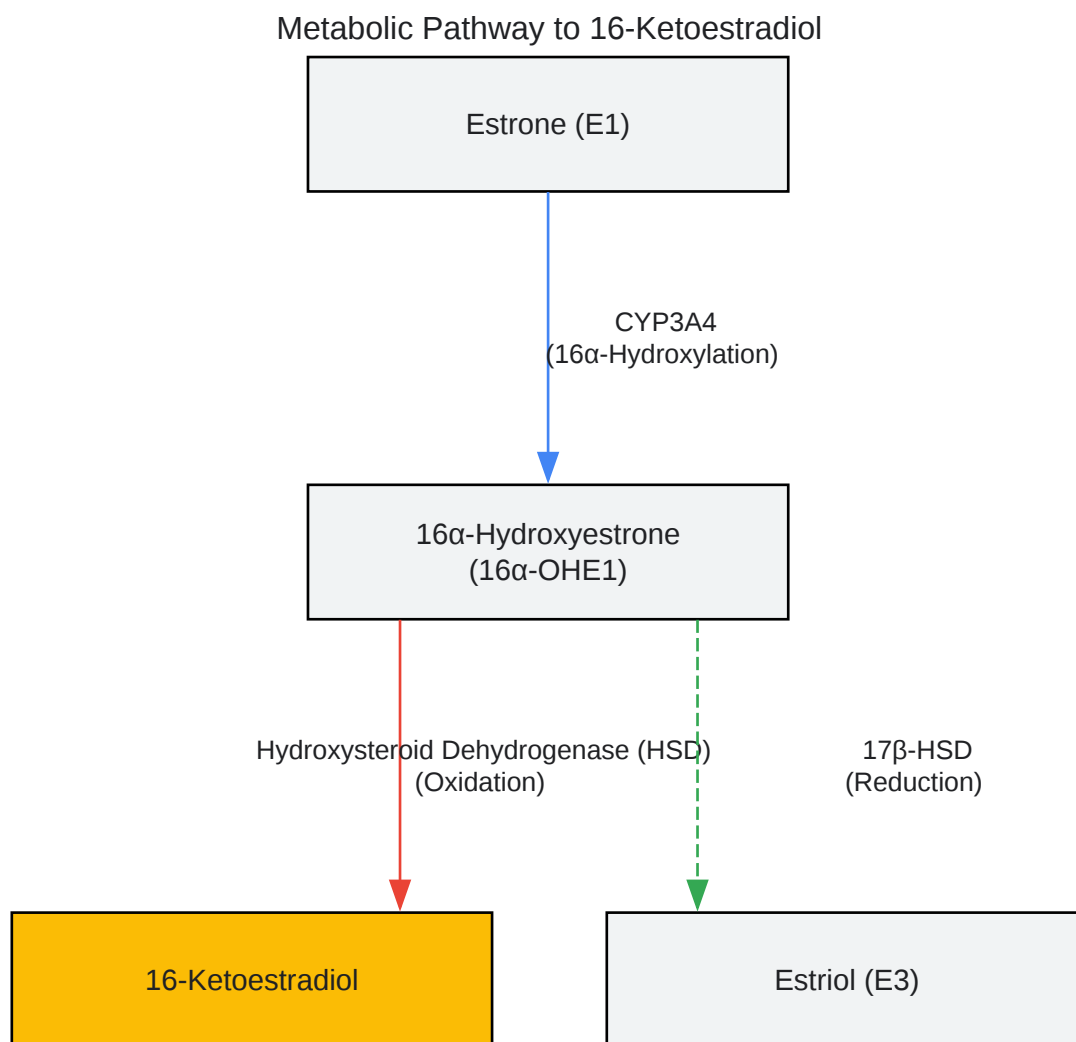 Metabolic Pathway to 16-Ketoestradiol
Estrone (E1)
CYP3A4
(16α-Hydroxylation)
16α-Hydroxyestrone
(16α-OHE1)
Hydroxysteroid Dehydrogenase (HSD)
(Oxidation)
17β-HSD
(Reduction)
16-Ketoestradiol
Estriol (E3)